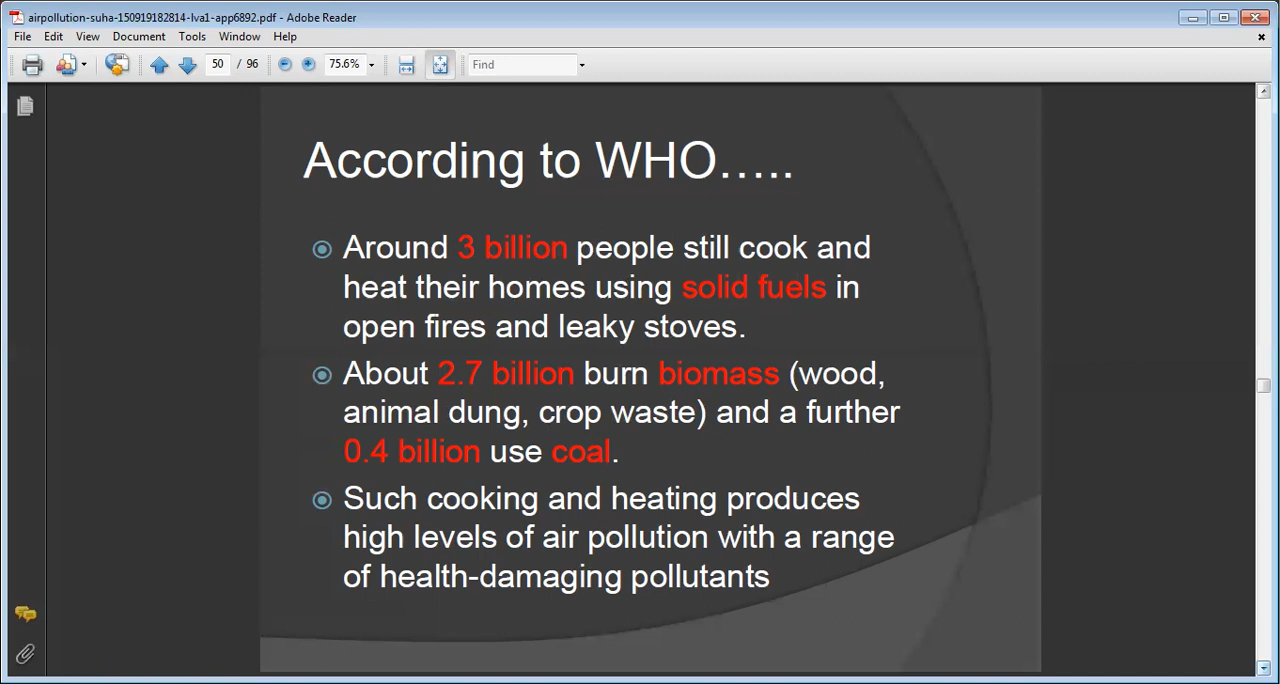 airpollution-suha-150919182814-lva1-app6892.pdf - Adobe Reader
File Edit View Document Tools Window Help
50 / 96 75.6% Find
According to WHO…..
Around 3 billion people still cook and
heat their homes using solid fuels in
open fires and leaky stoves.
About 2.7 billion burn biomass (wood,
animal dung, crop waste) and a further
0.4 billion use coal.
Such cooking and heating produces
high levels of air pollution with a range
of health-damaging pollutants